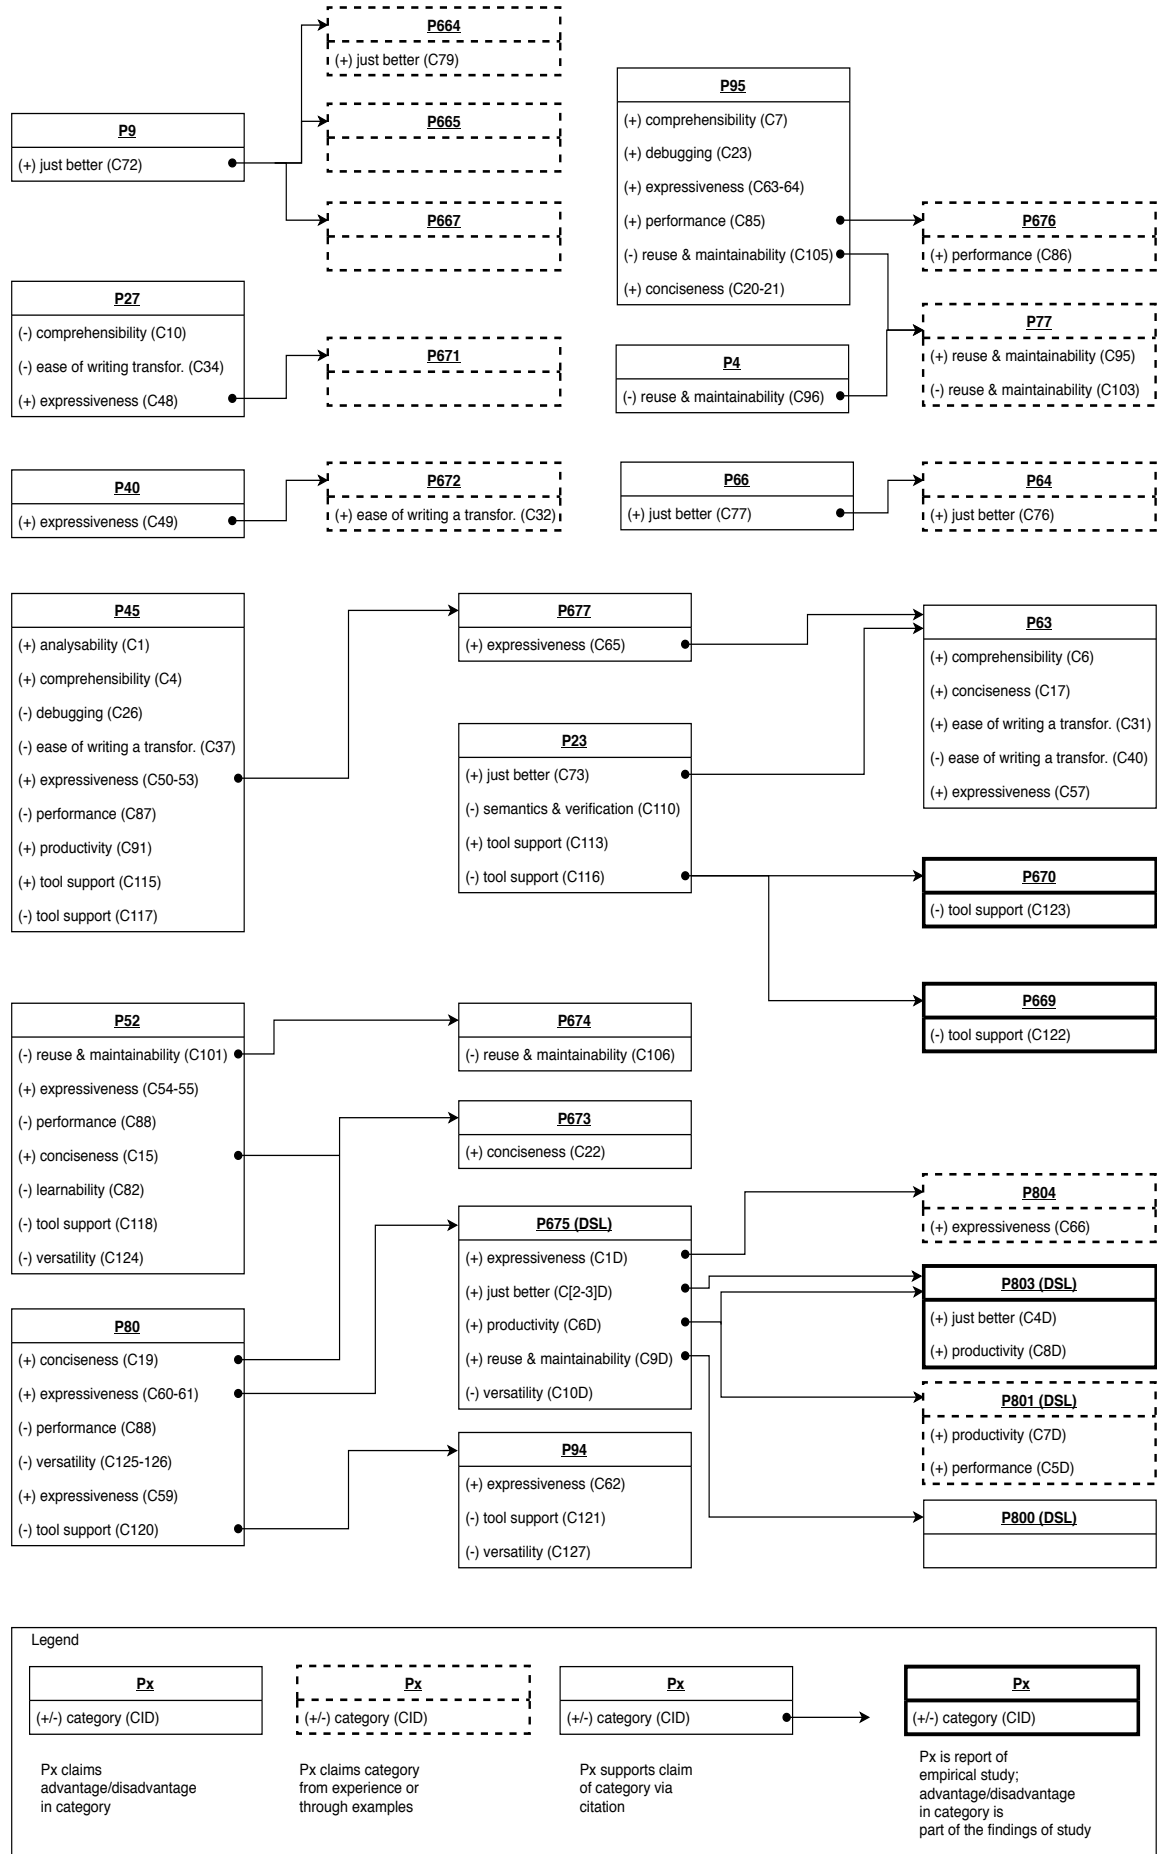 P664
(+) just better (C79)
P9
(+) just better (C72)
P665
P667
P95
(+) comprehensibility (C7)
(+) debugging (C23)
(+) expressiveness (C63-64)
(+) performance (C85)
(-) reuse & maintainability (C105)
(+) conciseness (C20-21)
P676
(+) performance (C86)
P27
(-) comprehensibility (C10)
(-) ease of writing transfor. (C34)
(+) expressiveness (C48)
P671
P4
(-) reuse & maintainability (C96)
P77
(+) reuse & maintainability (C95)
(-) reuse & maintainability (C103)
P40
(+) expressiveness (C49)
P672
(+) ease of writing a transfor. (C32)
P66
(+) just better (C77)
P64
(+) just better (C76)
P45
(+) analysability (C1)
(+) comprehensibility (C4)
(-) debugging (C26)
(-) ease of writing a transfor. (C37)
(+) expressiveness (C50-53)
(-) performance (C87)
(+) productivity (C91)
(+) tool support (C115)
(-) tool support (C117)
P677
(+) expressiveness (C65)
P23
(+) just better (C73)
(-) semantics & verification (C110)
(+) tool support (C113)
(-) tool support (C116)
P63
(+) comprehensibility (C6)
(+) conciseness (C17)
(+) ease of writing a transfor. (C31)
(-) ease of writing a transfor. (C40)
(+) expressiveness (C57)
P670
(-) tool support (C123)
P669
(-) tool support (C122)
P52
(-) reuse & maintainability (C101)
(+) expressiveness (C54-55)
(-) performance (C88)
(+) conciseness (C15)
(-) learnability (C82)
(-) tool support (C118)
(-) versatility (C124)
P674
(-) reuse & maintainability (C106)
P673
(+) conciseness (C22)
P80
(+) conciseness (C19)
(+) expressiveness (C60-61)
(-) performance (C88)
(-) versatility (C125-126)
(+) expressiveness (C59)
(-) tool support (C120)
P675 (DSL)
(+) expressiveness (C1D)
(+) just better (C[2-3]D)
(+) productivity (C6D)
(+) reuse & maintainability (C9D)
(-) versatility (C10D)
P94
(+) expressiveness (C62)
(-) tool support (C121)
(-) versatility (C127)
P804
(+) expressiveness (C66)
P803 (DSL)
(+) just better (C4D)
(+) productivity (C8D)
P801 (DSL)
(+) productivity (C7D)
(+) performance (C5D)
P800 (DSL)
Legend
Px
(+/-) category (CID)
Px claims
advantage/disadvantage
in category
Px
(+/-) category (CID)
Px claims category
from experience or
through examples
Px
(+/-) category (CID)
Px supports claim
of category via
citation
Px
(+/-) category (CID)
Px is report of
empirical study;
advantage/disadvantage
in category is
part of the findings of study